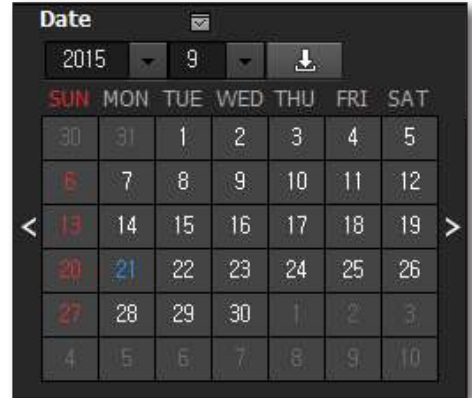 Date
2015 9
SUN MON TUE WED THU FRI SAT
30 31 1 2 3 4 5
6 7 8 9 10 11 12
< 13 14 15 16 17 18 19 >
20 21 22 23 24 25 26
27 28 29 30 1 2 3
4 5 6 7 8 9 10